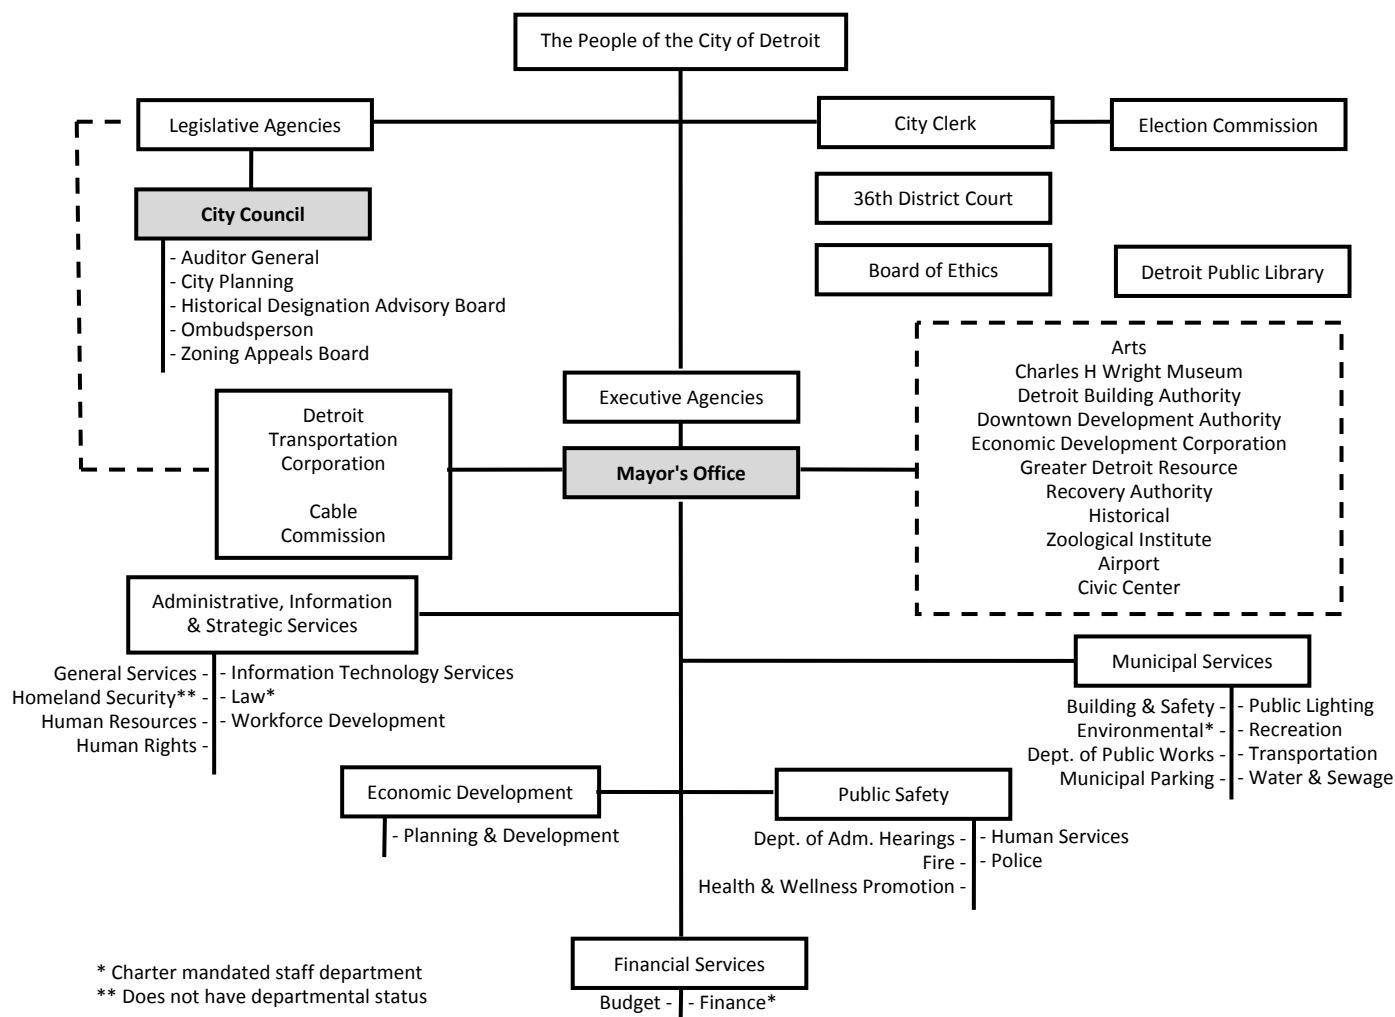 The People of the City of Detroit
Legislative Agencies
City Clerk
Election Commission
City Council
- Auditor General
- City Planning
- Historical Designation Advisory Board
- Ombudsperson
- Zoning Appeals Board
36th District Court
Board of Ethics
Detroit Public Library
Executive Agencies
Mayor's Office
Detroit
Transportation
Corporation
Cable
Commission
Arts
Charles H Wright Museum
Detroit Building Authority
Downtown Development Authority
Economic Development Corporation
Greater Detroit Resource
Recovery Authority
Historical
Zoological Institute
Airport
Civic Center
Administrative, Information
& Strategic Services
General Services -
Homeland Security** -
Human Resources -
Human Rights -
- Information Technology Services
- Law*
- Workforce Development
Municipal Services
Building & Safety -
Environmental* -
Dept. of Public Works -
Municipal Parking -
- Public Lighting
- Recreation
- Transportation
- Water & Sewage
Economic Development
- Planning & Development
Public Safety
Dept. of Adm. Hearings -
Fire -
Health & Wellness Promotion -
- Human Services
- Police
Financial Services
Budget -
- Finance*
* Charter mandated staff department
** Does not have departmental status